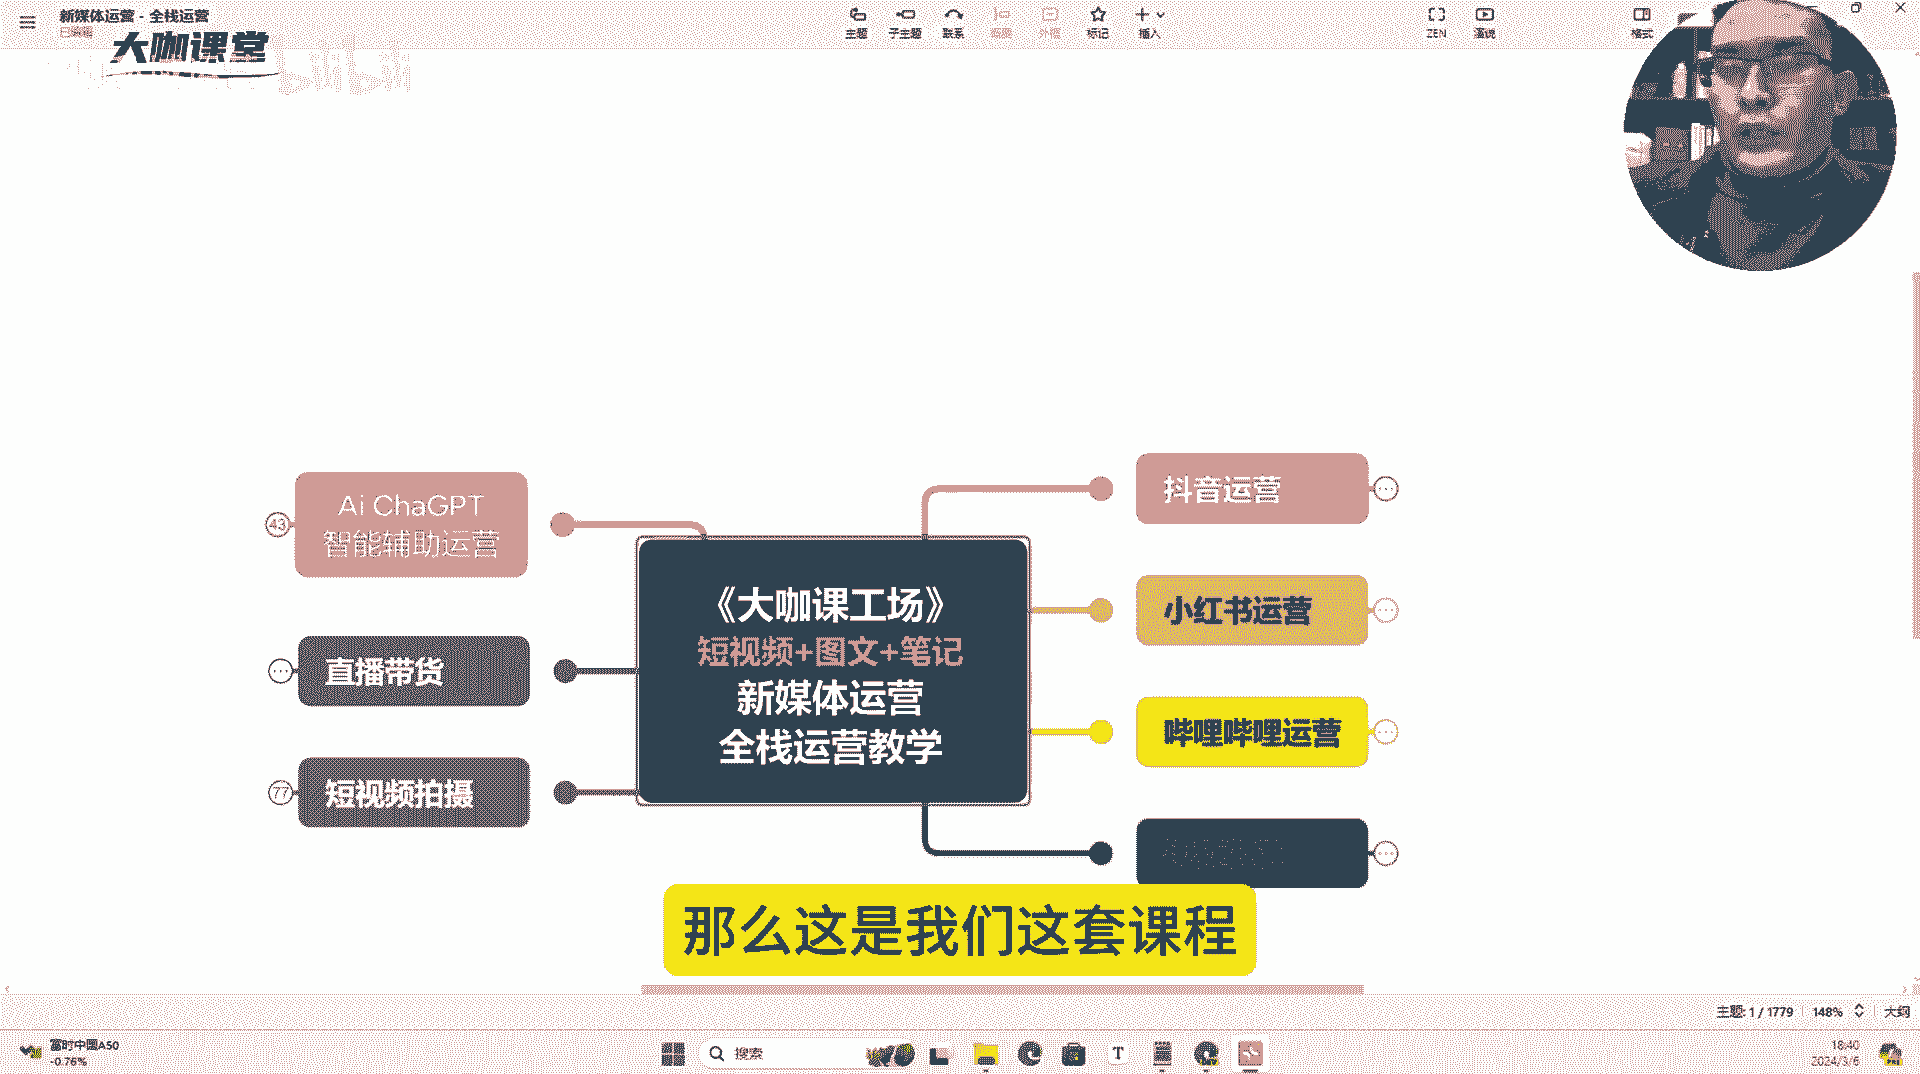 新媒体运营 - 全栈运营
已编辑
大咖课堂
主题
子主题
联系
概要
外框
标记
插入
ZEN
演说
格式
Ai ChaGPT
智能辅助运营
43
直播带货
短视频拍摄
77
《大咖课工场》
短视频+图文+笔记
新媒体运营
全栈运营教学
抖音运营
小红书运营
哔哩哔哩运营
那么这是我们这套课程
主题: 1 / 1779
148%
大纲
富时中国A50
-0.76%
搜索
18:40
2024/3/6